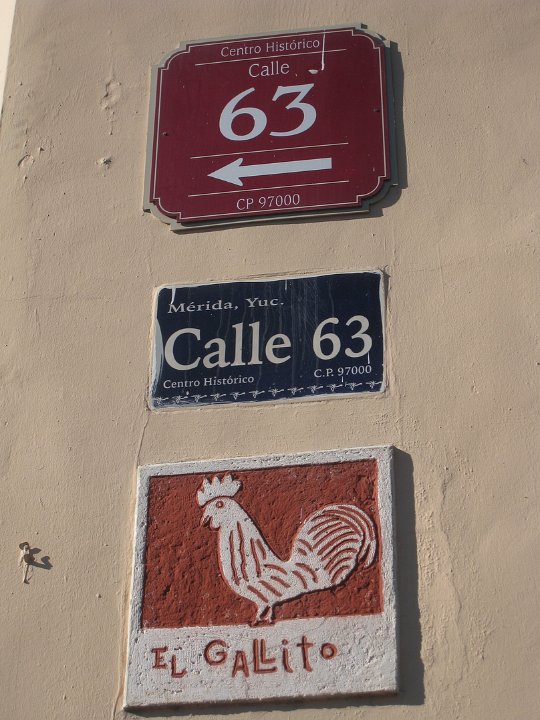 Centro Histórico
Calle
63
CP 97000
Mérida, Yuc.
Calle 63
Centro Histórico C.P. 97000
EL GALLitO